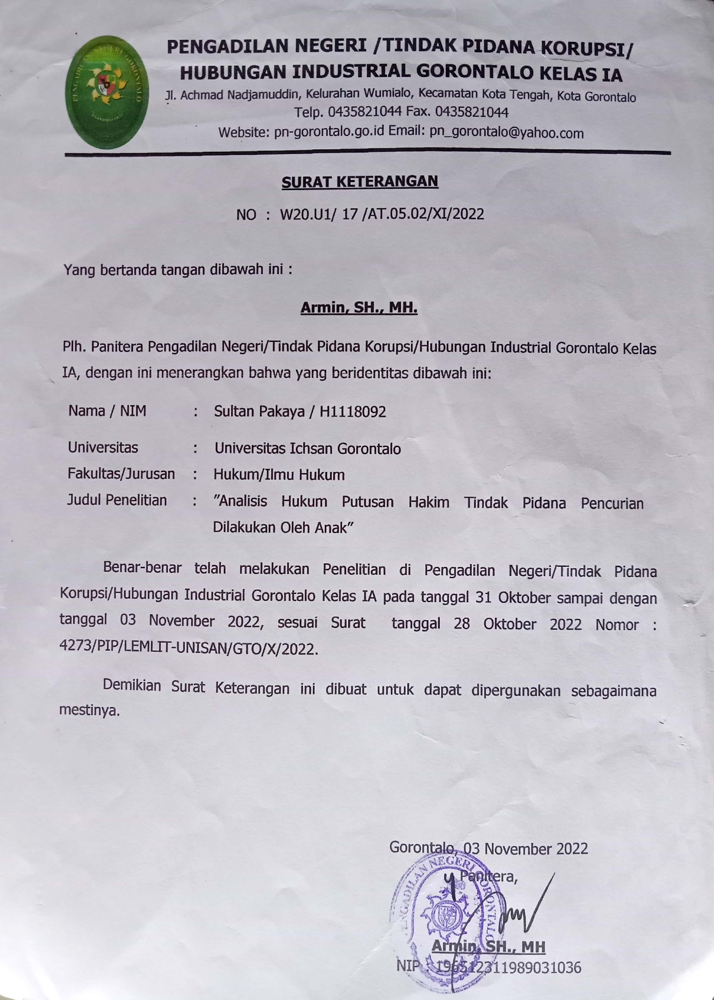 PENGADILAN NEGERI GORONTALO
PENGADILAN NEGERI /TINDAK PIDANA KORUPSI/
HUBUNGAN INDUSTRIAL GORONTALO KELAS IA
Jl. Achmad Nadjamuddin, Kelurahan Wumialo, Kecamatan Kota Tengah, Kota Gorontalo
Telp. 0435821044 Fax. 0435821044
Website: pn-gorontalo.go.id Email: pn_gorontalo@yahoo.com
SURAT KETERANGAN
NO : W20.U1/ 17 /AT.05.02/XI/2022
Yang bertanda tangan dibawah ini :
Armin, SH., MH.
Plh. Panitera Pengadilan Negeri/Tindak Pidana Korupsi/Hubungan Industrial Gorontalo Kelas
IA, dengan ini menerangkan bahwa yang beridentitas dibawah ini:
Nama / NIM : Sultan Pakaya / H1118092
Universitas : Universitas Ichsan Gorontalo
Fakultas/Jurusan : Hukum/Ilmu Hukum
Judul Penelitian : "Analisis Hukum Putusan Hakim Tindak Pidana Pencurian
Dilakukan Oleh Anak"
Benar-benar telah melakukan Penelitian di Pengadilan Negeri/Tindak Pidana
Korupsi/Hubungan Industrial Gorontalo Kelas IA pada tanggal 31 Oktober sampai dengan
tanggal 03 November 2022, sesuai Surat tanggal 28 Oktober 2022 Nomor :
4273/PIP/LEMLIT-UNISAN/GTO/X/2022.
Demikian Surat Keterangan ini dibuat untuk dapat dipergunakan sebagaimana
mestinya.
Gorontalo, 03 November 2022
Panitera,
PENGADILAN NEGERI GORONTALO
Armin, SH., MH
NIP : 196512311989031036